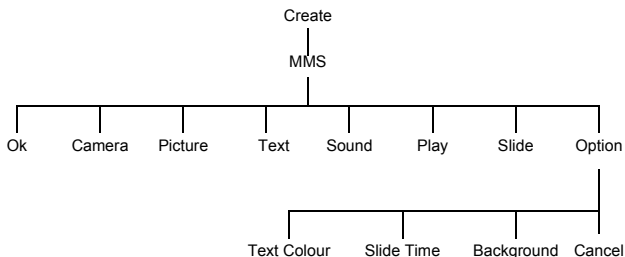 Create
MMS
Ok Camera Picture Text Sound Play Slide Option
Text Colour Slide Time Background Cancel